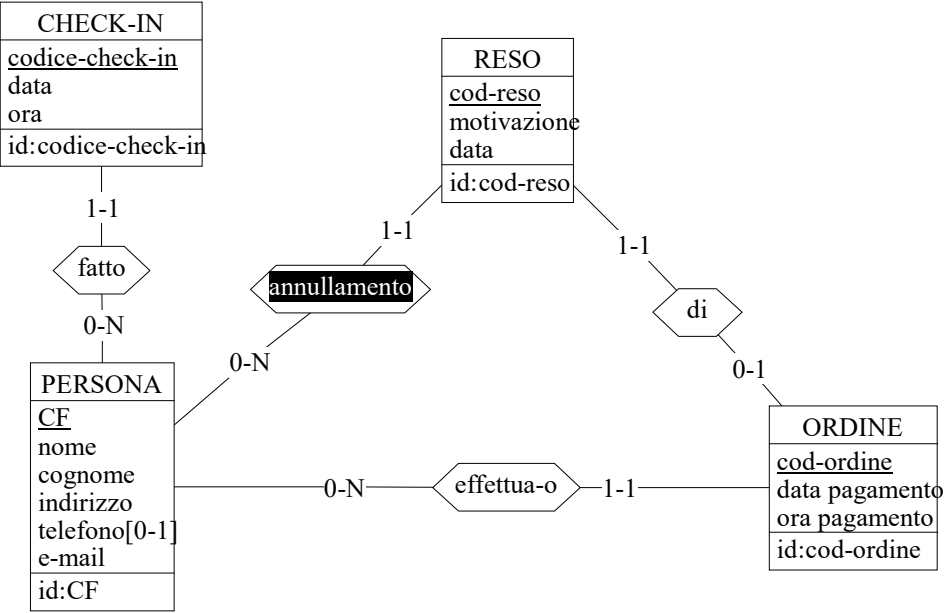 CHECK-IN
codice-check-in
data
ora
id:codice-check-in
1-1
fatto
0-N
PERSONA
CF
nome
cognome
indirizzo
telefono[0-1]
e-mail
id:CF
RESO
cod-reso
motivazione
data
id:cod-reso
1-1
annullamento
0-N
1-1
di
0-1
0-N
effettua-o
1-1
ORDINE
cod-ordine
data pagamento
ora pagamento
id:cod-ordine